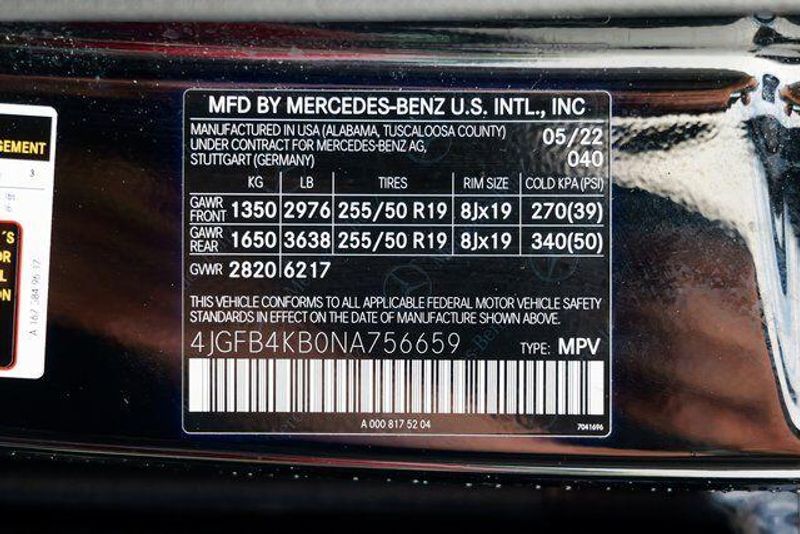 MFD BY MERCEDES-BENZ U.S. INTL., INC
MANUFACTURED IN USA (ALABAMA, TUSCALOOSA COUNTY) 05/22
UNDER CONTRACT FOR MERCEDES-BENZ AG,
STUTTGART (GERMANY) 040
KG LB TIRES RIM SIZE COLD KPA (PSI)
GAWR FRONT 1350 2976 255/50 R19 8Jx19 270(39)
GAWR REAR 1650 3638 255/50 R19 8Jx19 340(50)
GVWR 2820 6217
THIS VEHICLE CONFORMS TO ALL APPLICABLE FEDERAL MOTOR VEHICLE SAFETY
STANDARDS IN EFFECT ON THE DATE OF MANUFACTURE SHOWN ABOVE.
4JGFB4KB0NA756659 TYPE: MPV
A 000 817 52 04 7041696
3